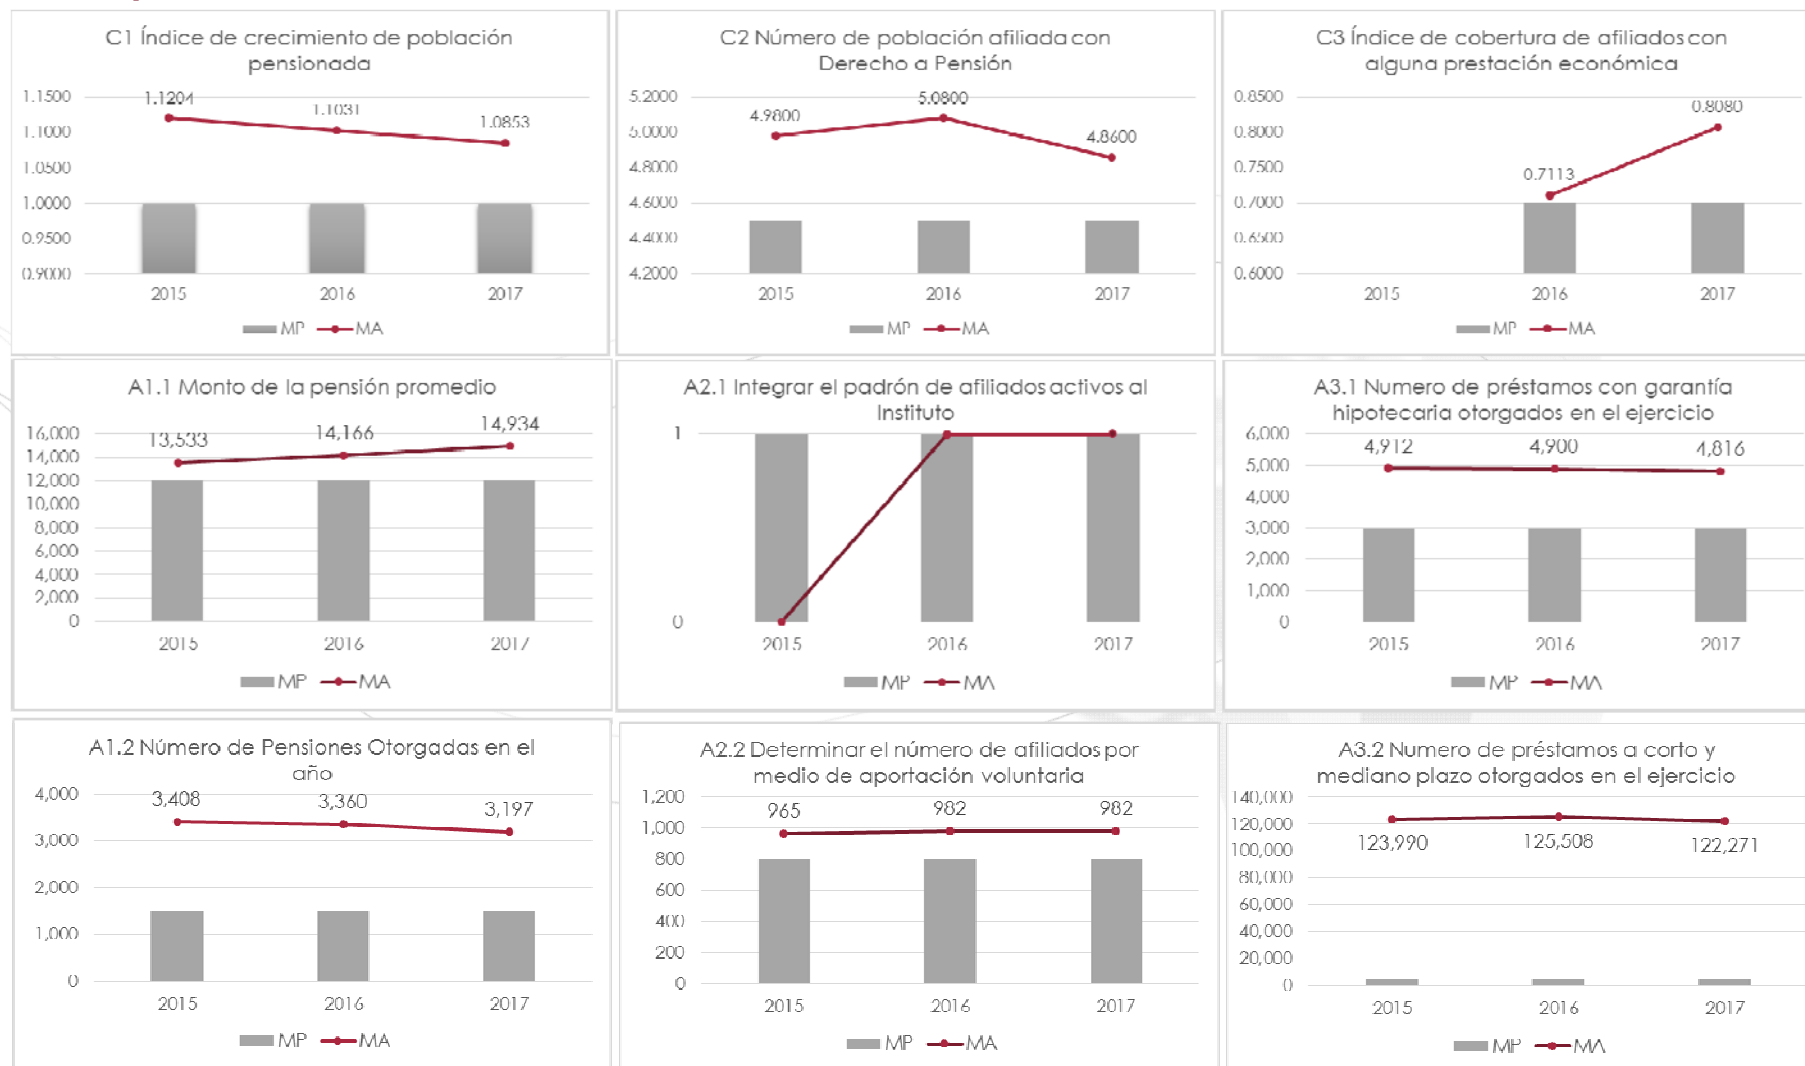 C1 Índice de crecimiento de población
pensionada
1.1500
1.1000
1.0500
1.0000
0.9500
0.9000
1.1204
1.1031
1.0853
2015 2016 2017
MP MA
C2 Número de población afiliada con
Derecho a Pensión
5.2000
5.0000
4.8000
4.6000
4.4000
4.2000
4.9800
5.0800
4.8600
2015 2016 2017
MP MA
C3 Índice de cobertura de afiliados con
alguna prestación económica
0.8500
0.8000
0.7500
0.7000
0.6500
0.6000
0.7113
0.8080
2015 2016 2017
MP MA
A1.1 Monto de la pensión promedio
16,000
14,000
12,000
10,000
8,000
6,000
4,000
2,000
0
13,533
14,166
14,934
2015 2016 2017
MP MA
A2.1 Integrar el padrón de afiliados activos al
Instituto
1
0
2015 2016 2017
MP MA
A3.1 Numero de préstamos con garantía
hipotecaria otorgados en el ejercicio
6,000
5,000
4,000
3,000
2,000
1,000
0
4,912
4,900
4,816
2015 2016 2017
MP MA
A1.2 Número de Pensiones Otorgadas en el
año
4,000
3,000
2,000
1,000
0
3,408
3,360
3,197
2015 2016 2017
MP MA
A2.2 Determinar el número de afiliados por
medio de aportación voluntaria
1,200
1,000
800
600
400
200
0
965
982
982
2015 2016 2017
MP MA
A3.2 Numero de préstamos a corto y
mediano plazo otorgados en el ejercicio
140,000
120,000
100,000
80,000
60,000
40,000
20,000
0
123,990
125,508
122,271
2015 2016 2017
MP MA